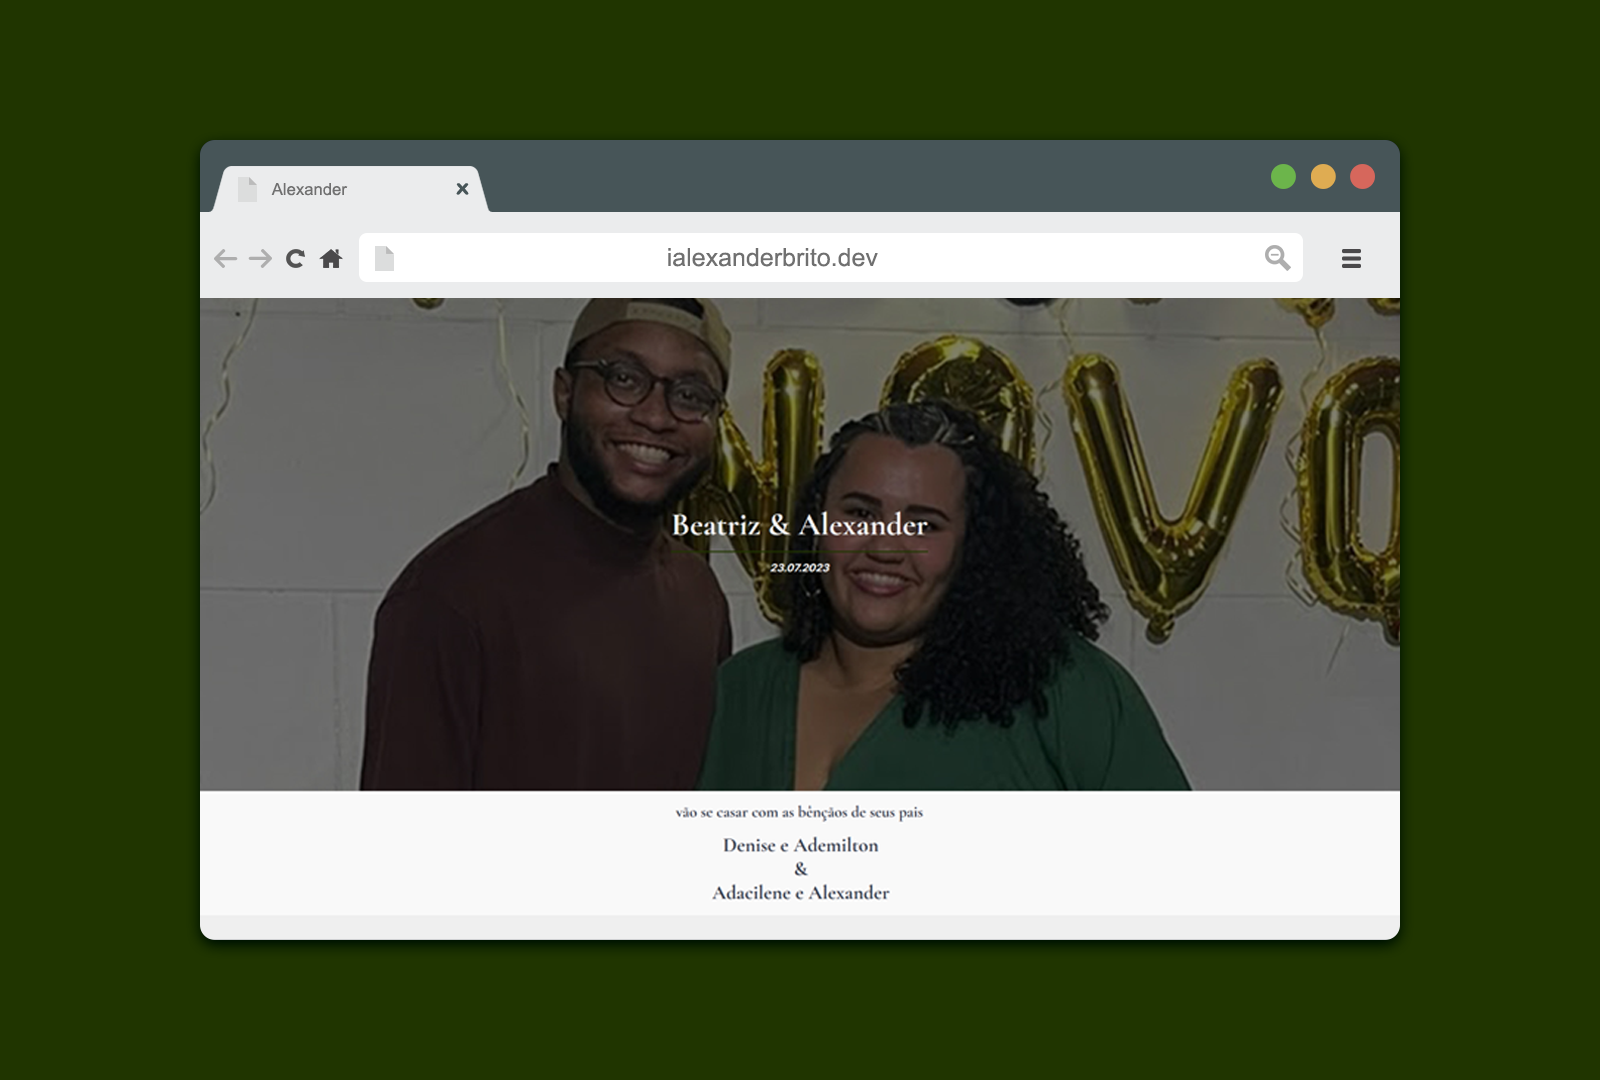 Alexander
ialexanderbrito.dev
NOVO
Beatriz & Alexander
23.07.2023
vão se casar com as bênçãos de seus pais
Denise e Ademilton
&
Adacilene e Alexander